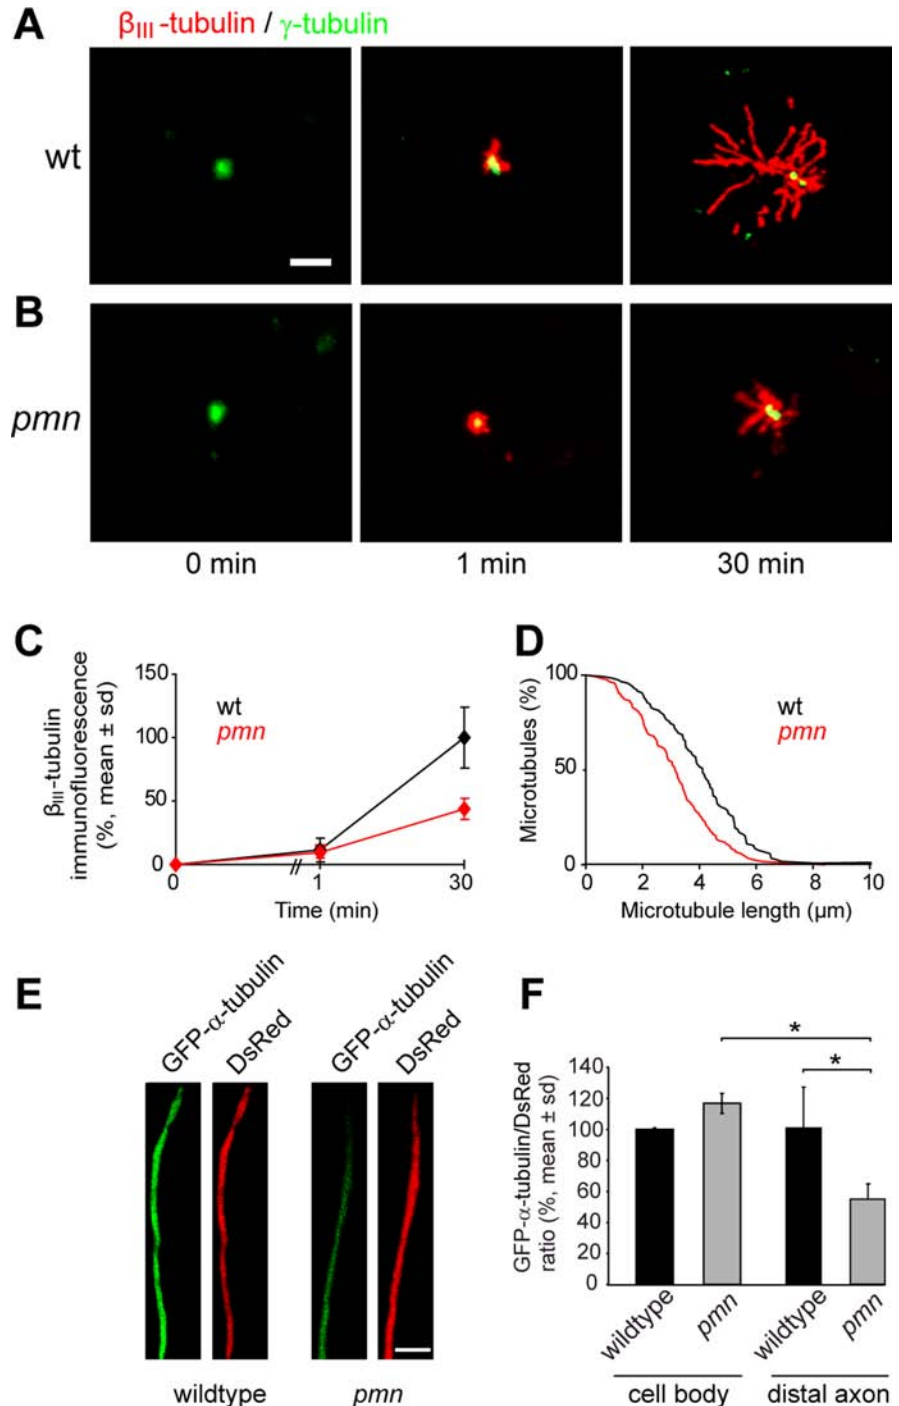 A
βIII-tubulin / γ-tubulin
wt
B
pmn
0 min
1 min
30 min
C
βIII-tubulin
immunofluorescence
(%, mean ± sd)
150
100
50
0
wt
pmn
0
1
30
Time (min)
D
Microtubules (%)
100
50
0
wt
pmn
0
2
4
6
8
10
Microtubule length (µm)
E
GFP-α-tubulin
DsRed
GFP-α-tubulin
DsRed
wildtype
pmn
F
GFP-α-tubulin/DsRed
ratio (%, mean ± sd)
140
120
100
80
60
40
20
0
*
*
wildtype
pmn
wildtype
pmn
cell body
distal axon